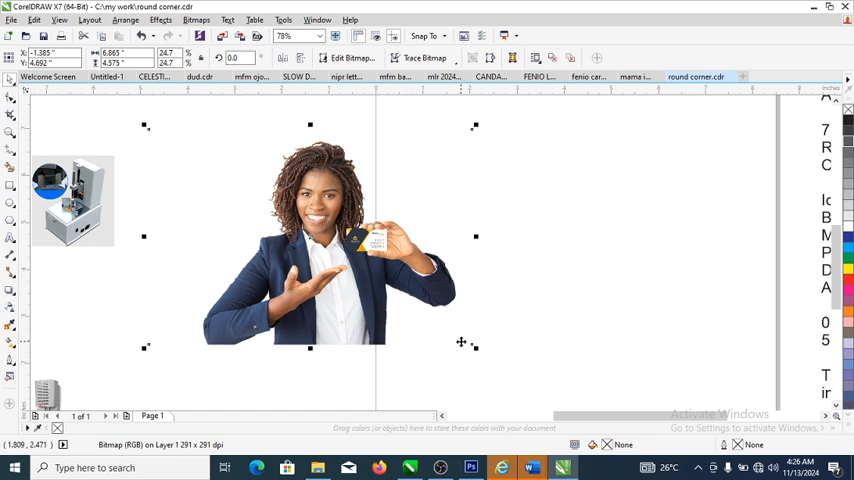 CorelDRAW X7 (64-Bit) - C:\my work\round corner.cdr
File Edit View Layout Arrange Effects Bitmaps Text Table Tools Window Help
78% Snap To
X: -1.385 " 6.865 " 24.7 %
Y: 4.692 " 4.575 " 24.7 %
0.0 Edit Bitmap... Trace Bitmap
Welcome Screen Untitled-1 CELESTI... dud.cdr mfm ojo... SLOW D... nipr lett... mfm ba... mlr 2024... CANDA... FENIO L... fenio car... mama i... round corner.cdr
inches
A
7
R
C
Ic
B
M
P
D
A
0
5
T
ir
Activate Windows
1 of 1 Page 1
Drag colors (or objects) here to store these colors with your document
Go to Settings to activate Windows.
( 1.809 , 2.471 ) Bitmap (RGB) on Layer 1 291 x 291 dpi None None
Type here to search 26°C 4:26 AM
11/13/2024